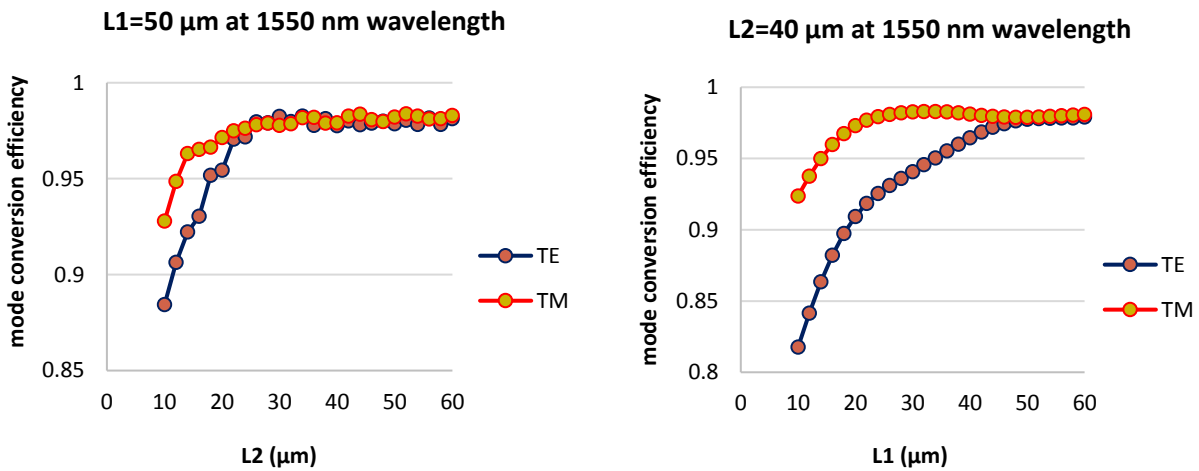 L1=50 µm at 1550 nm wavelength
mode conversion efficiency
1
0.95
0.9
0.85
0 10 20 30 40 50 60
L2 (µm)
TE
TM
L2=40 µm at 1550 nm wavelength
mode conversion efficiency
1
0.95
0.9
0.85
0.8
0 10 20 30 40 50 60
L1 (µm)
TE
TM